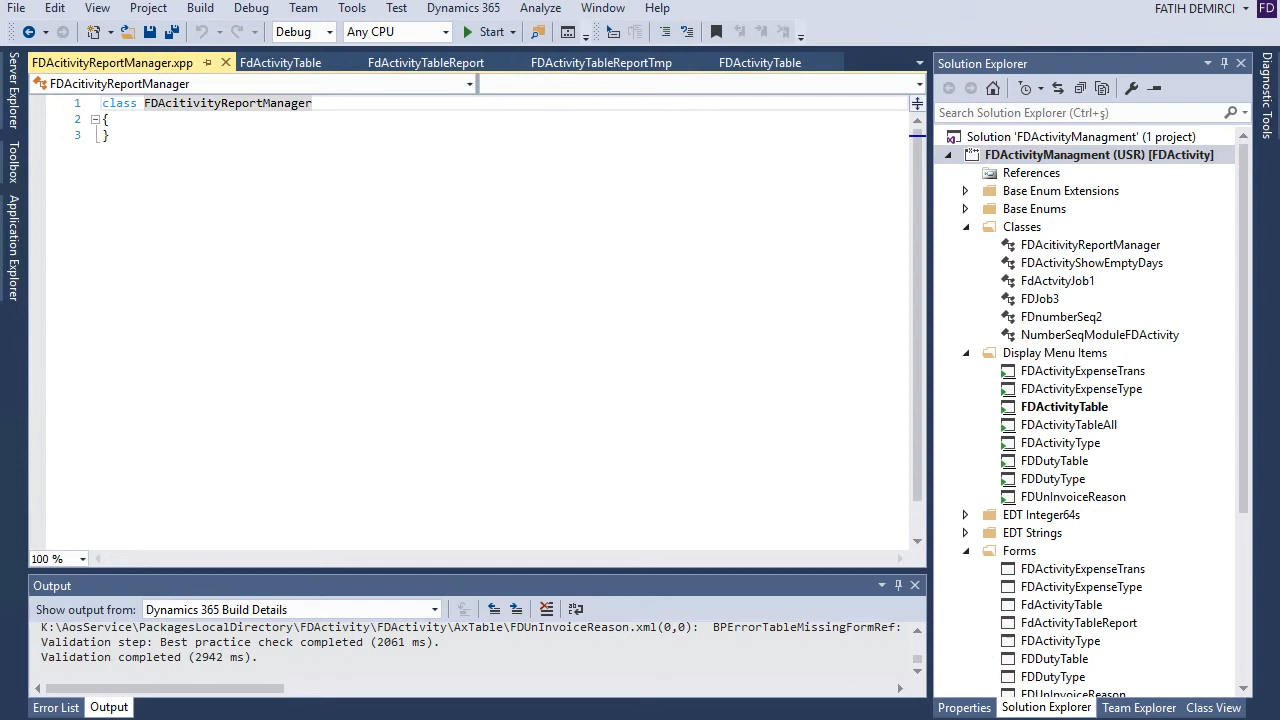 File Edit View Project Build Debug Team Tools Test Dynamics 365 Analyze Window Help FATIH DEMIRCI FD
Debug Any CPU Start
Server Explorer
Toolbox
Application Explorer
FDAcitivityReportManager.xpp FdActivityTable FdActivityTableReport FDActivityTableReportTmp FDActivityTable
FDAcitivityReportManager
1 class FDAcitivityReportManager
2 {
3 }
100 %
Output
Show output from: Dynamics 365 Build Details
K:\AosService\PackagesLocalDirectory\FDActivity\FDActivity\AxTable\FDUnInvoiceReason.xml(0,0): BPErrorTableMissingFormRef:
Validation step: Best practice check completed (2061 ms).
Validation completed (2942 ms).
Error List Output
Solution Explorer
Search Solution Explorer (Ctrl+ş)
Solution 'FDActivityManagment' (1 project)
FDActivityManagment (USR) [FDActivity]
References
Base Enum Extensions
Base Enums
Classes
FDAcitivityReportManager
FDActivityShowEmptyDays
FdActvityJob1
FDJob3
FDnumberSeq2
NumberSeqModuleFDActivity
Display Menu Items
FDActivityExpenseTrans
FDActivityExpenseType
FDActivityTable
FDActivityTableAll
FDActivityType
FDDutyTable
FDDutyType
FDUnInvoiceReason
EDT Integer64s
EDT Strings
Forms
FDActivityExpenseTrans
FDActivityExpenseType
FdActivityTable
FdActivityTableReport
FDActivityType
FDDutyTable
FDDutyType
FDUnInvoiceReason
Properties Solution Explorer Team Explorer Class View
Diagnostic Tools